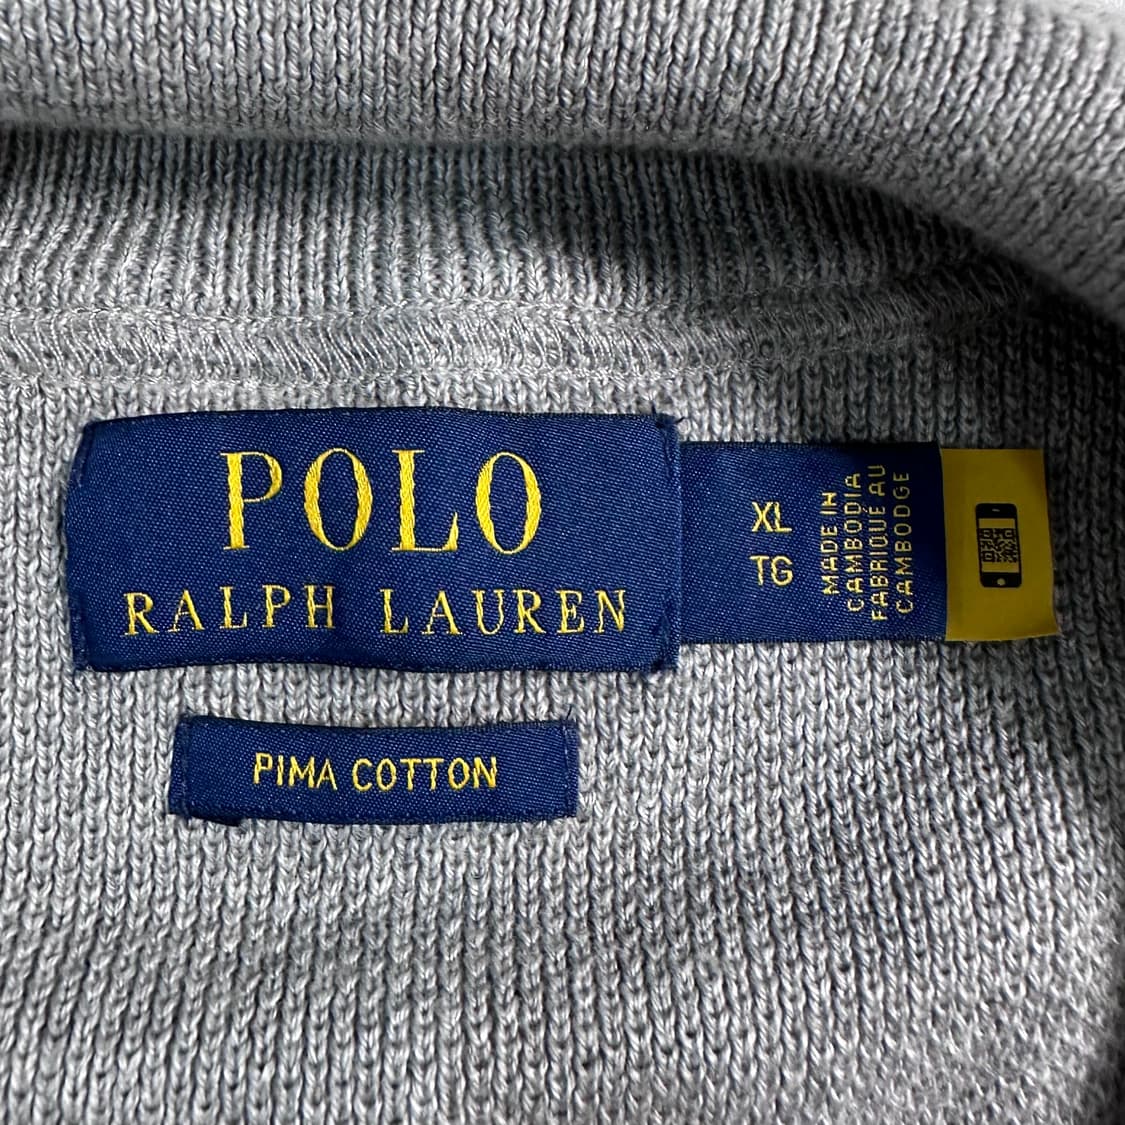 POLO
RALPH LAUREN
XL
TG
MADE IN
CAMBODIA
FABRIQUÉ AU
CAMBODGE
PIMA COTTON